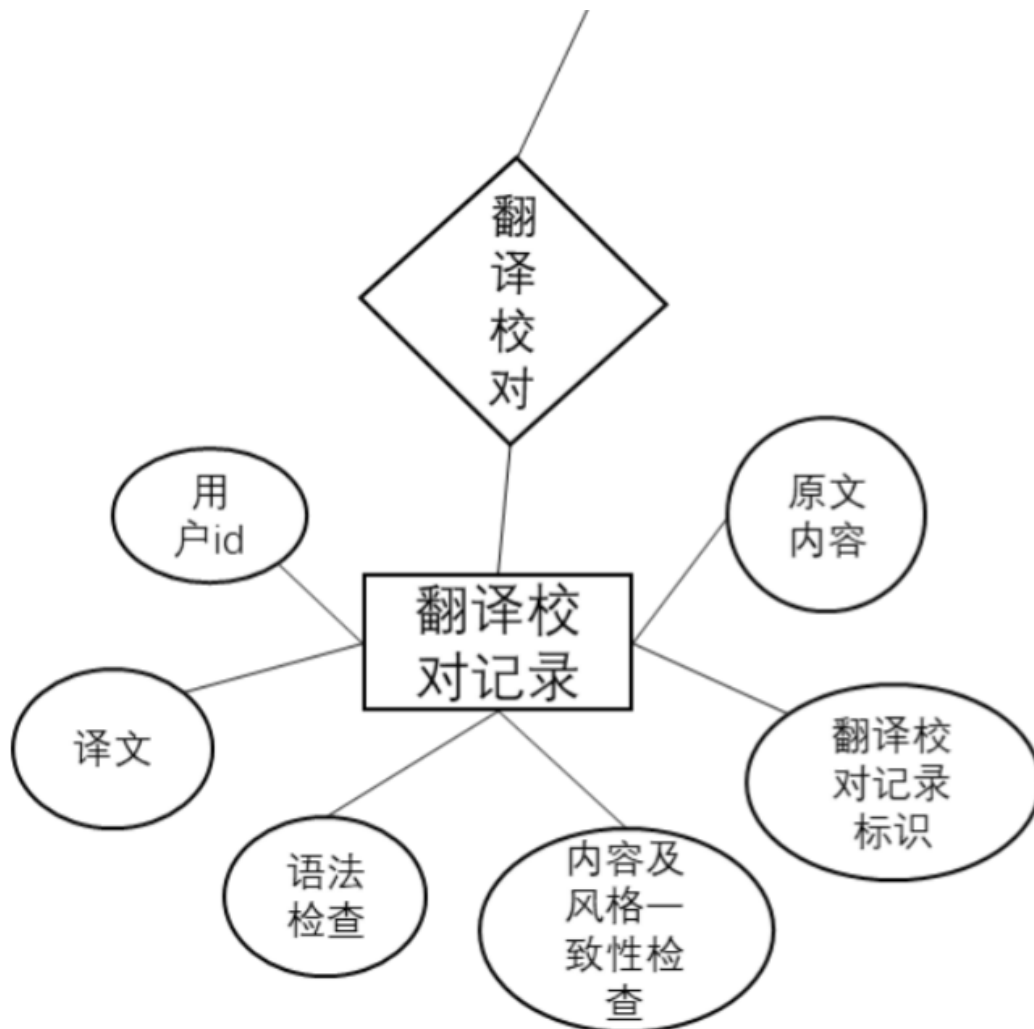 翻
译
校
对
用
户id
原文
内容
翻译校
对记录
译文
翻译校
对记录
标识
语法
检查
内容及
风格一
致性检
查